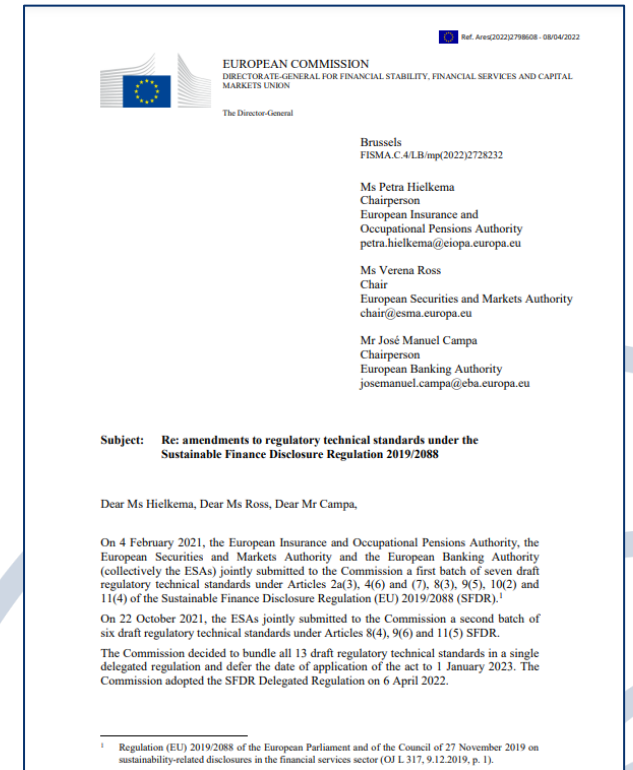 Ref. Ares(2022)2798608 - 08/04/2022
EUROPEAN COMMISSION
DIRECTORATE-GENERAL FOR FINANCIAL STABILITY, FINANCIAL SERVICES AND CAPITAL
MARKETS UNION
The Director-General
Brussels
FISMA.C.4/LB/mp(2022)2728232
Ms Petra Hielkema
Chairperson
European Insurance and
Occupational Pensions Authority
petra.hielkema@eiopa.europa.eu
Ms Verena Ross
Chair
European Securities and Markets Authority
chair@esma.europa.eu
Mr José Manuel Campa
Chairperson
European Banking Authority
josemanuel.campa@eba.europa.eu
Subject: Re: amendments to regulatory technical standards under the
Sustainable Finance Disclosure Regulation 2019/2088
Dear Ms Hielkema, Dear Ms Ross, Dear Mr Campa,
On 4 February 2021, the European Insurance and Occupational Pensions Authority, the
European Securities and Markets Authority and the European Banking Authority
(collectively the ESAs) jointly submitted to the Commission a first batch of seven draft
regulatory technical standards under Articles 2a(3), 4(6) and (7), 8(3), 9(5), 10(2) and
11(4) of the Sustainable Finance Disclosure Regulation (EU) 2019/2088 (SFDR).1
On 22 October 2021, the ESAs jointly submitted to the Commission a second batch of
six draft regulatory technical standards under Articles 8(4), 9(6) and 11(5) SFDR.
The Commission decided to bundle all 13 draft regulatory technical standards in a single
delegated regulation and defer the date of application of the act to 1 January 2023. The
Commission adopted the SFDR Delegated Regulation on 6 April 2022.
1 Regulation (EU) 2019/2088 of the European Parliament and of the Council of 27 November 2019 on
sustainability-related disclosures in the financial services sector (OJ L 317, 9.12.2019, p. 1).